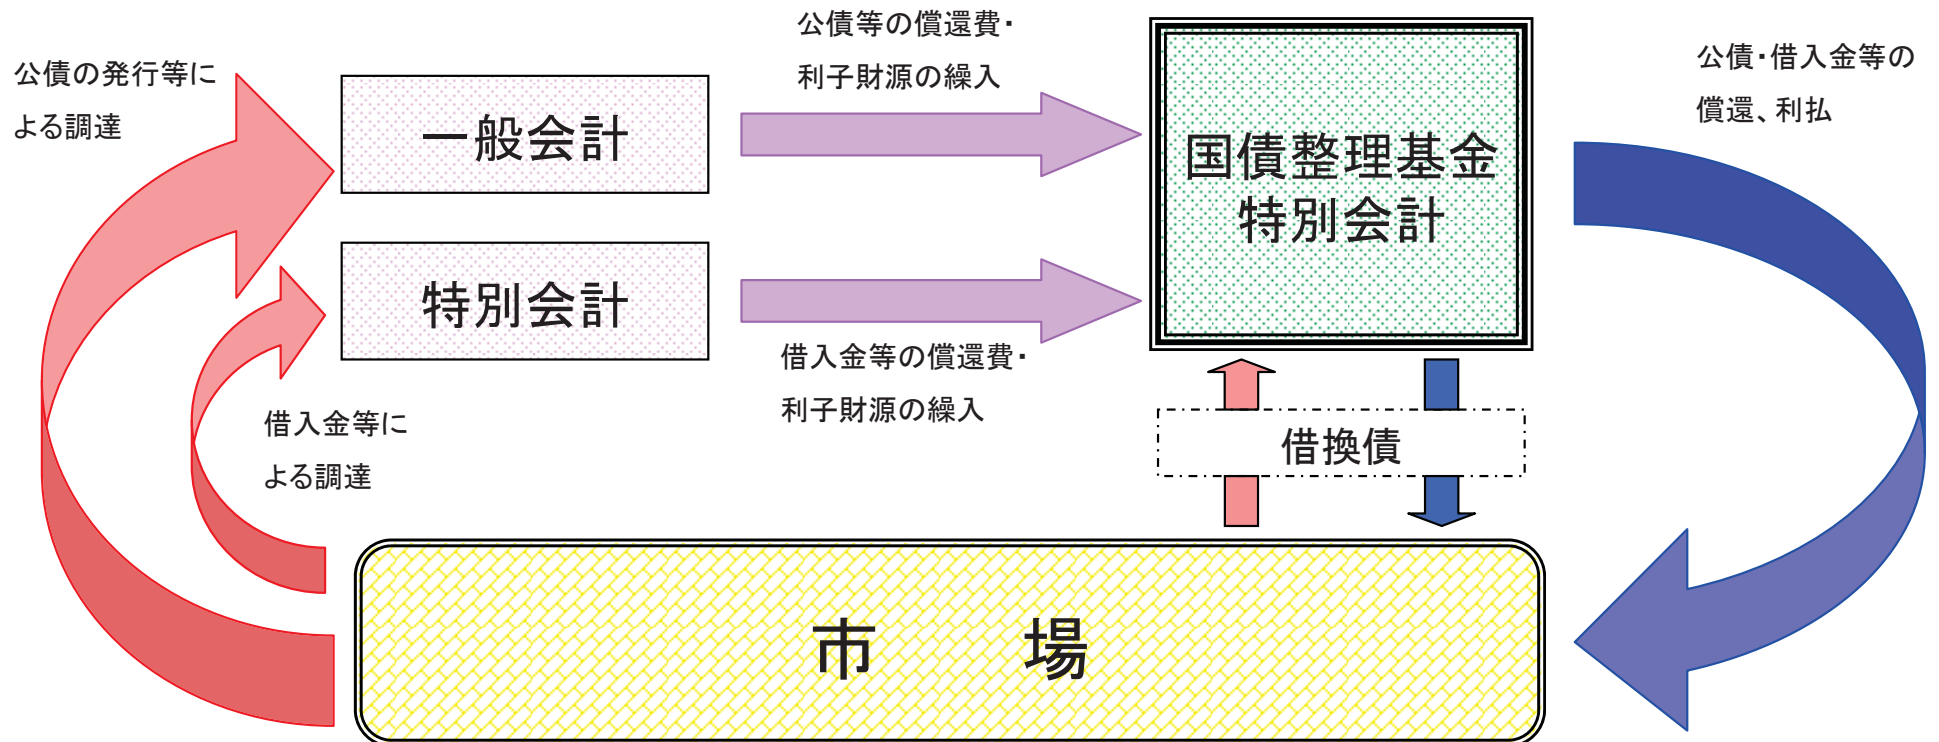 公債の発行等に
よる調達
一般会計
公債等の償還費・
利子財源の繰入
国債整理基金
特別会計
公債・借入金等の
償還、利払
特別会計
借入金等の償還費・
利子財源の繰入
借入金等に
よる調達
借換債
市　場